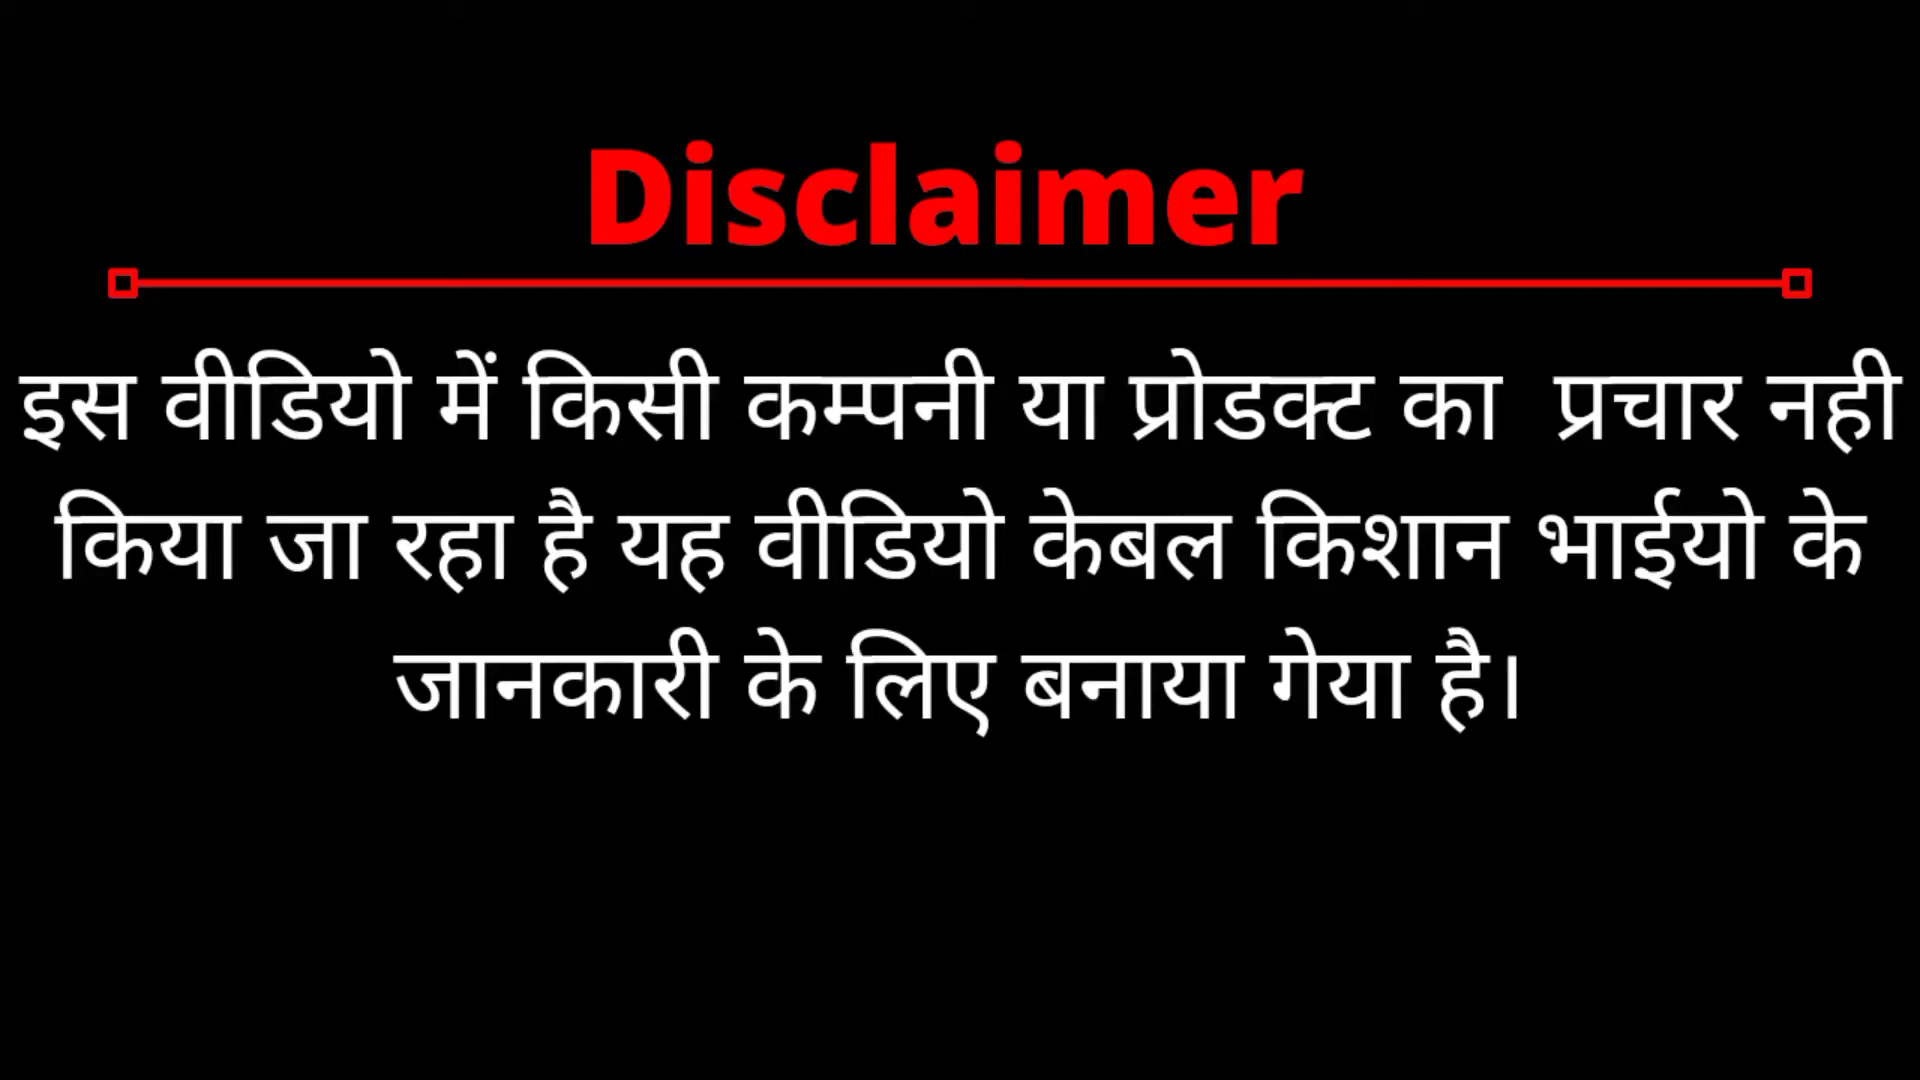 Disclaimer
इस वीडियो में किसी कम्पनी या प्रोडक्ट का  प्रचार नही
किया जा रहा है यह वीडियो केबल किशान भाईयो के
जानकारी के लिए बनाया गेया है।